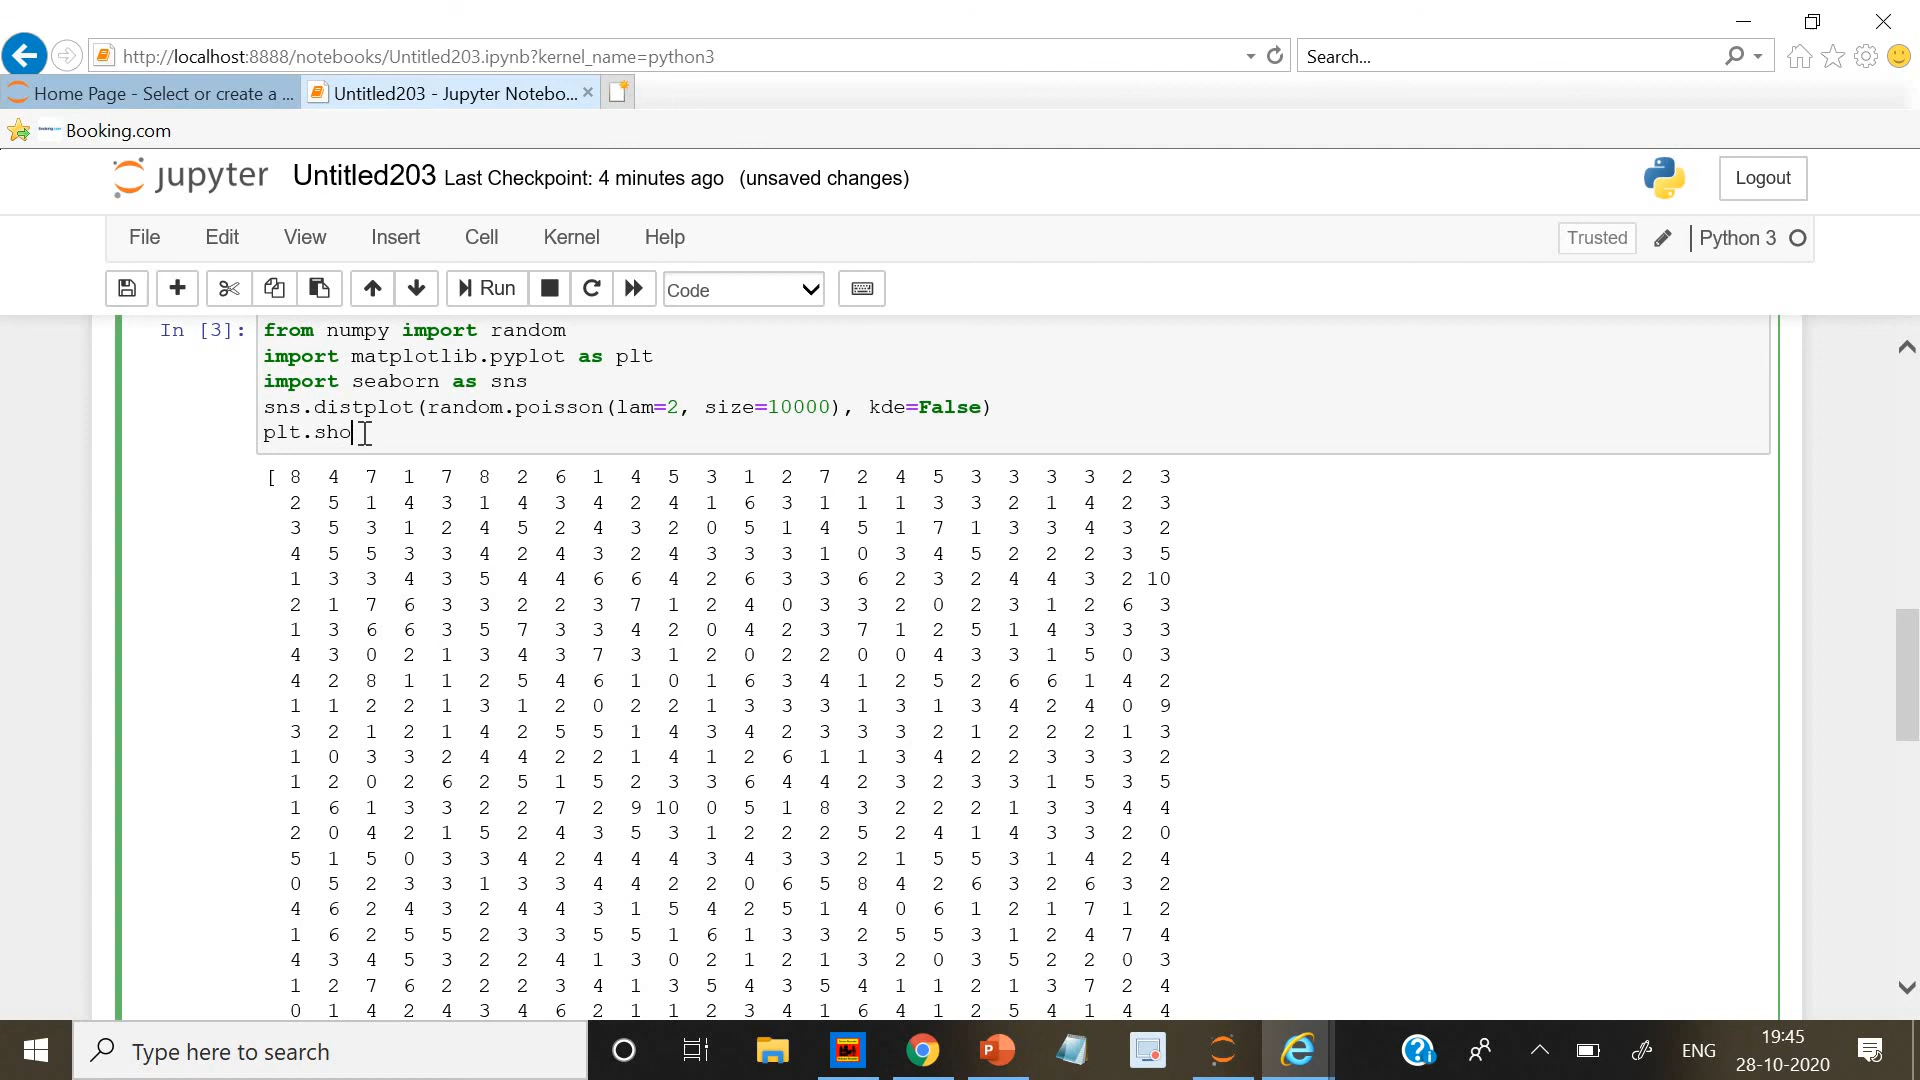 http://localhost:8888/notebooks/Untitled203.ipynb?kernel_name=python3
Search...
Home Page - Select or create a ...
Untitled203 - Jupyter Notebo...
Booking.com
jupyter Untitled203 Last Checkpoint: 4 minutes ago (unsaved changes)
Logout
File Edit View Insert Cell Kernel Help
Trusted
Python 3
Run
Code
In [3]: from numpy import random
import matplotlib.pyplot as plt
import seaborn as sns
sns.distplot(random.poisson(lam=2, size=10000), kde=False)
plt.sho
[ 8 4 7 1 7 8 2 6 1 4 5 3 1 2 7 2 4 5 3 3 3 3 2 3
2 5 1 4 3 1 4 3 4 2 4 1 6 3 1 1 1 3 3 2 1 4 2 3
3 5 3 1 2 4 5 2 4 3 2 0 5 1 4 5 1 7 1 3 3 4 3 2
4 5 5 3 3 4 2 4 3 2 4 3 3 3 1 0 3 4 5 2 2 2 3 5
1 3 3 4 3 5 4 4 6 6 4 2 6 3 3 6 2 3 2 4 4 3 2 10
2 1 7 6 3 3 2 2 3 7 1 2 4 0 3 3 2 0 2 3 1 2 6 3
1 3 6 6 3 5 7 3 3 4 2 0 4 2 3 7 1 2 5 1 4 3 3 3
4 3 0 2 1 3 4 3 7 3 1 2 0 2 2 0 0 4 3 3 1 5 0 3
4 2 8 1 1 2 5 4 6 1 0 1 6 3 4 1 2 5 2 6 6 1 4 2
1 1 2 2 1 3 1 2 0 2 2 1 3 3 3 1 3 1 3 4 2 4 0 9
3 2 1 2 1 4 2 5 5 1 4 3 4 2 3 3 3 2 1 2 2 2 1 3
1 0 3 3 2 4 4 2 2 1 4 1 2 6 1 1 3 4 2 2 3 3 3 2
1 2 0 2 6 2 5 1 5 2 3 3 6 4 4 2 3 2 3 3 1 5 3 5
1 6 1 3 3 2 2 7 2 9 10 0 5 1 8 3 2 2 2 1 3 3 4 4
2 0 4 2 1 5 2 4 3 5 3 1 2 2 2 5 2 4 1 4 3 3 2 0
5 1 5 0 3 3 4 2 4 4 4 3 4 3 3 2 1 5 5 3 1 4 2 4
0 5 2 3 3 1 3 3 4 4 2 2 0 6 5 8 4 2 6 3 2 6 3 2
4 6 2 4 3 2 4 4 3 1 5 4 2 5 1 4 0 6 1 2 1 7 1 2
1 6 2 5 5 2 3 3 5 5 1 6 1 3 3 2 5 5 3 1 2 4 7 4
4 3 4 5 3 2 2 4 1 3 0 2 1 2 1 3 2 0 3 5 2 2 0 3
1 2 7 6 2 2 2 3 4 1 3 5 4 3 5 4 1 1 2 1 3 7 2 4
0 1 4 2 4 3 4 6 2 1 1 2 3 4 1 6 4 1 2 5 4 1 4 4
Type here to search
ENG
19:45
28-10-2020